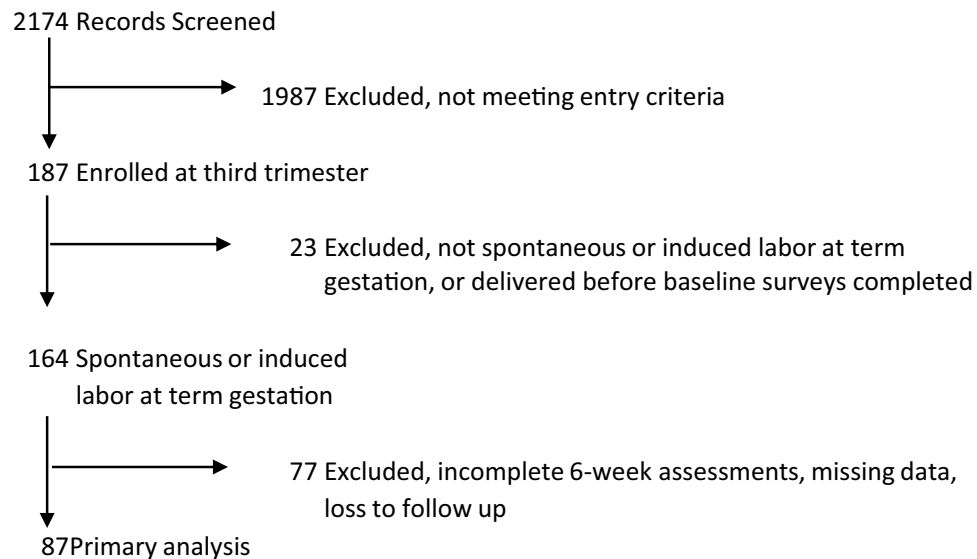 2174 Records Screened
1987 Excluded, not meeting entry criteria
187 Enrolled at third trimester
23 Excluded, not spontaneous or induced labor at term
gestation, or delivered before baseline surveys completed
164 Spontaneous or induced
labor at term gestation
77 Excluded, incomplete 6-week assessments, missing data,
loss to follow up
87Primary analysis